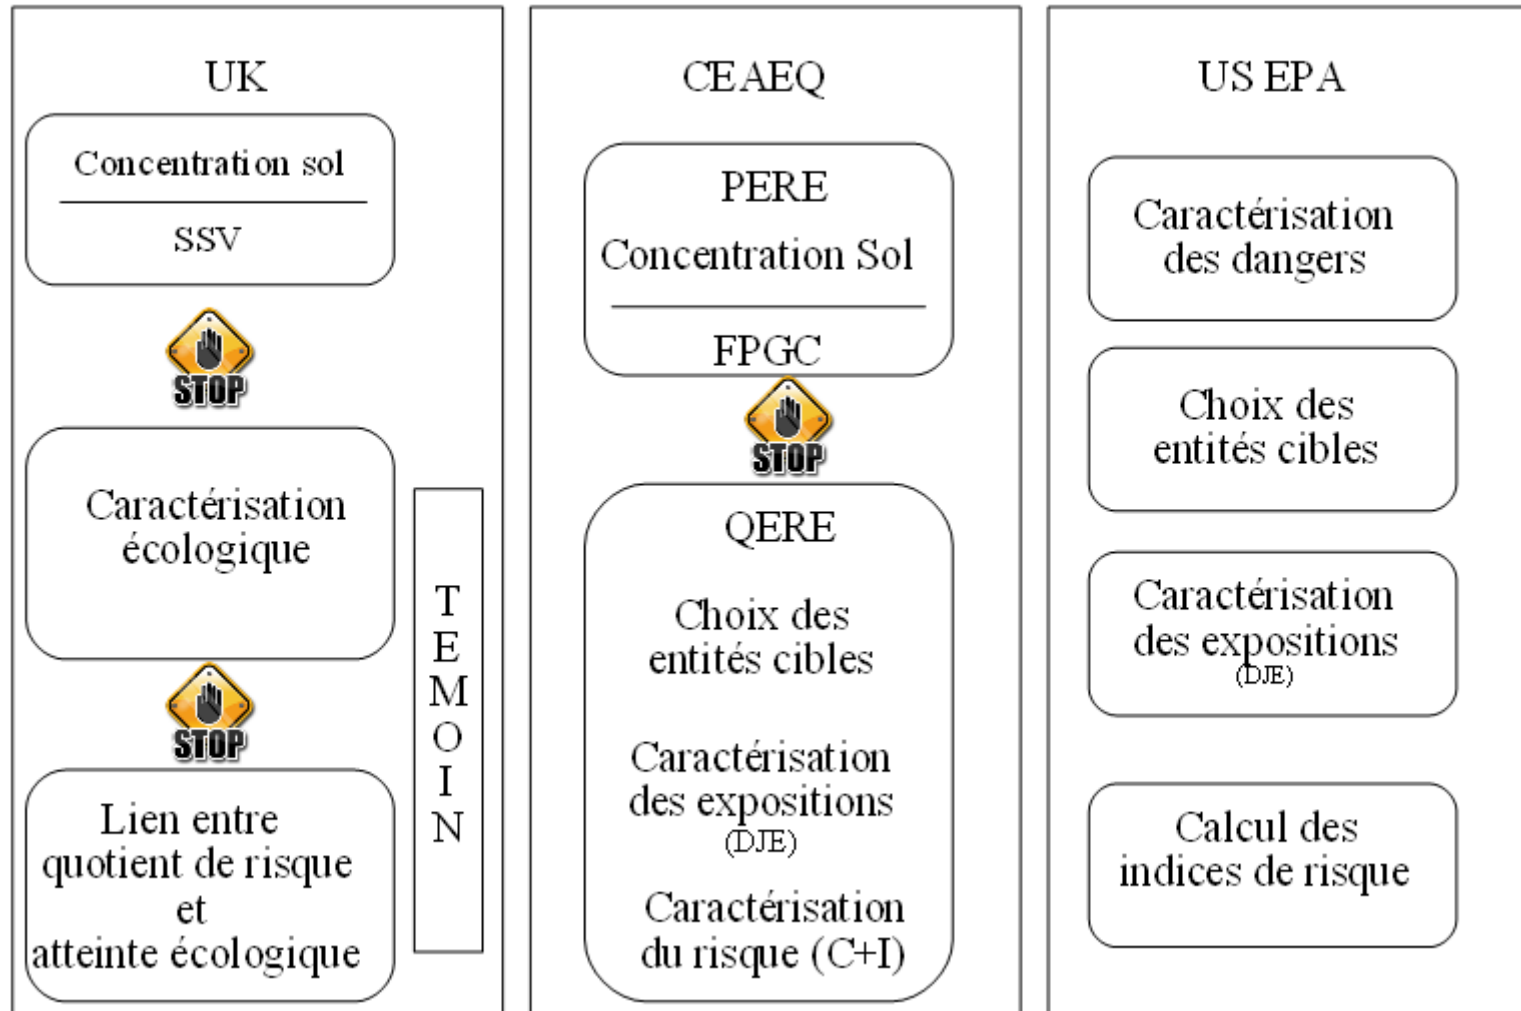 UK
Concentration sol
SSV
STOP
Caractérisation
écologique
STOP
Lien entre
quotient de risque
et
atteinte écologique
T
E
M
O
I
N
CEAEQ
PERE
Concentration Sol
FPGC
STOP
QERE
Choix des
entités cibles
Caractérisation
des expositions
(DJE)
Caractérisation
du risque (C+I)
US EPA
Caractérisation
des dangers
Choix des
entités cibles
Caractérisation
des expositions
(DJE)
Calcul des
indices de risque